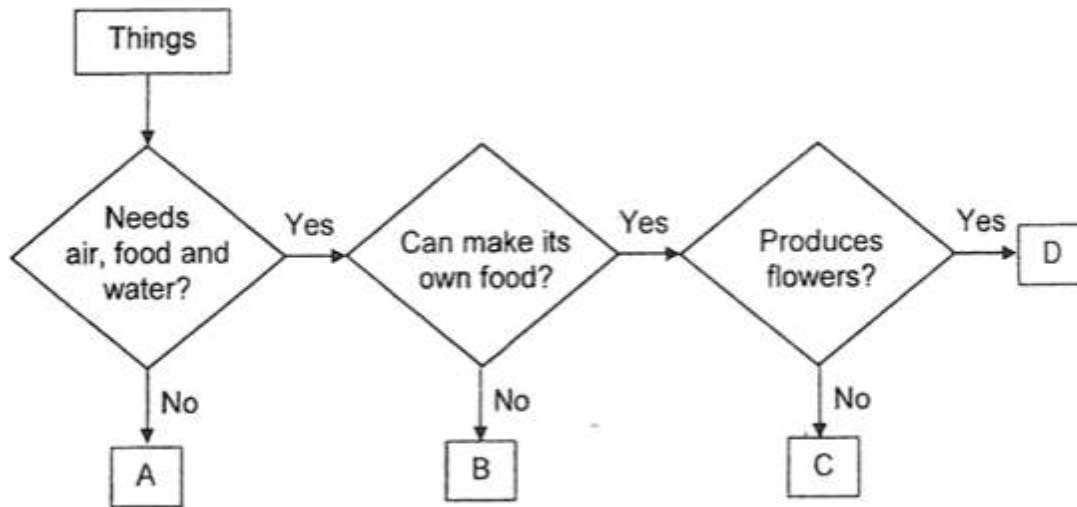 Things
Needs
air, food and
water?
Yes
Can make its
own food?
Yes
Produces
flowers?
Yes
D
No
A
No
B
No
C